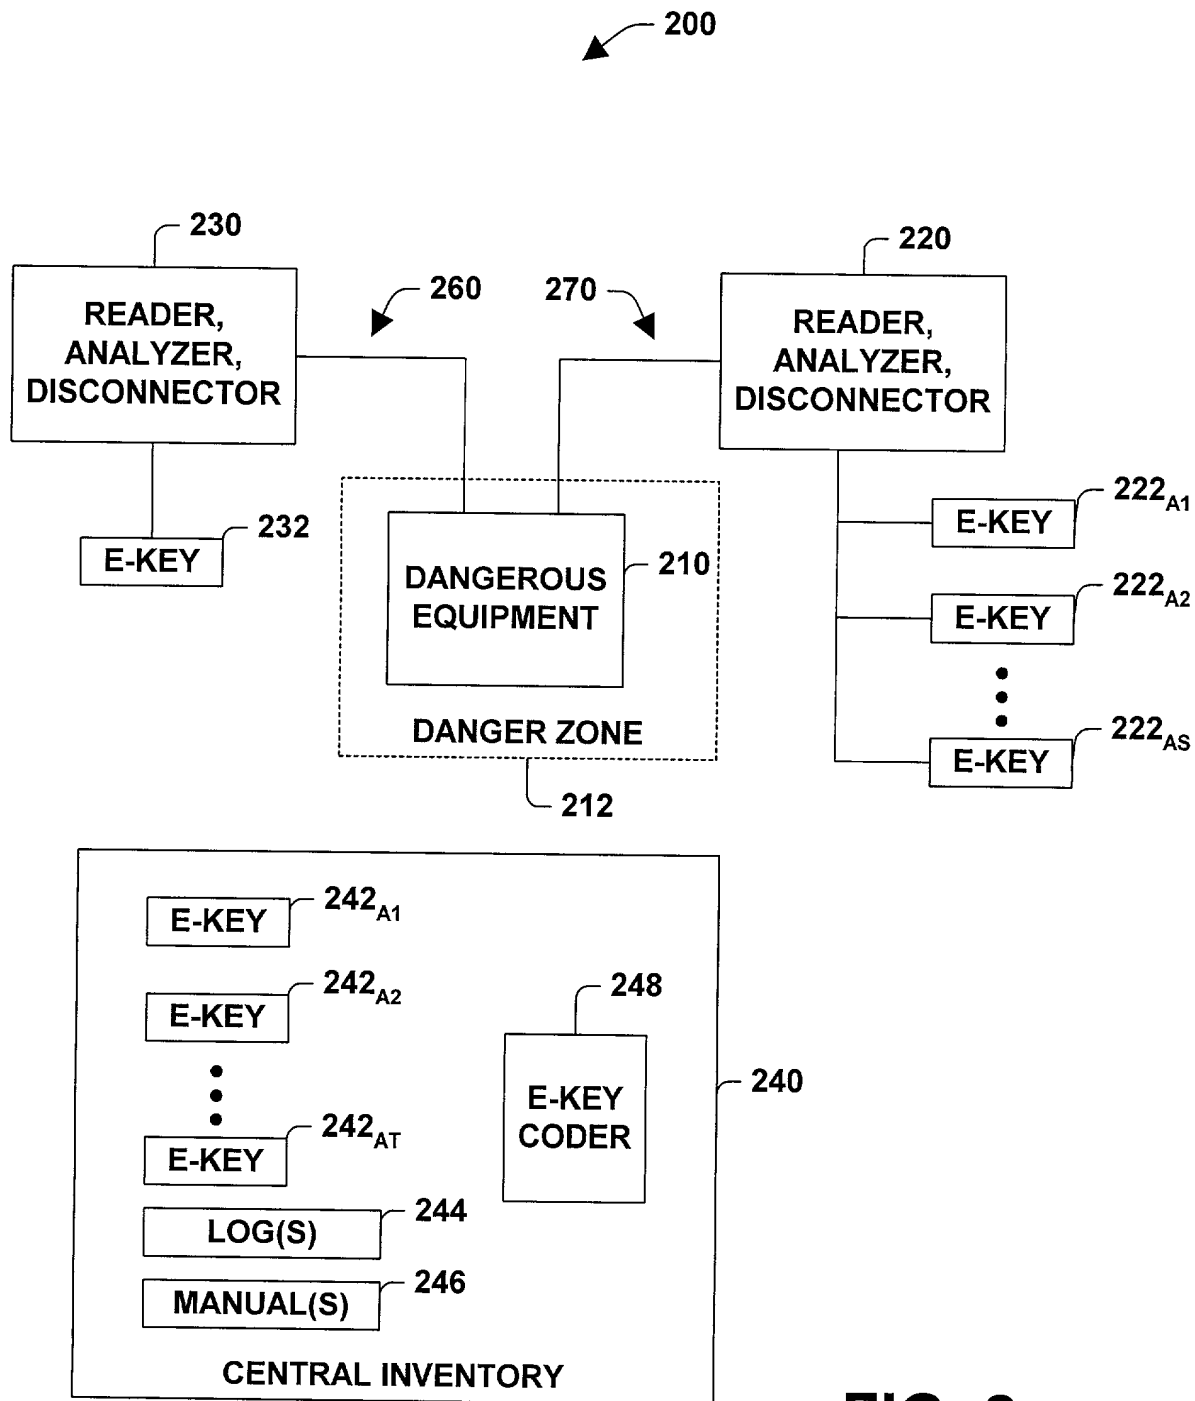 200
230
READER,
ANALYZER,
DISCONNECTOR
260
270
220
READER,
ANALYZER,
DISCONNECTOR
E-KEY
232
DANGEROUS
EQUIPMENT
210
DANGER ZONE
212
E-KEY
222A1
E-KEY
222A2
E-KEY
222AS
E-KEY
242A1
E-KEY
242A2
E-KEY
242AT
LOG(S)
244
MANUAL(S)
246
248
E-KEY
CODER
240
CENTRAL INVENTORY